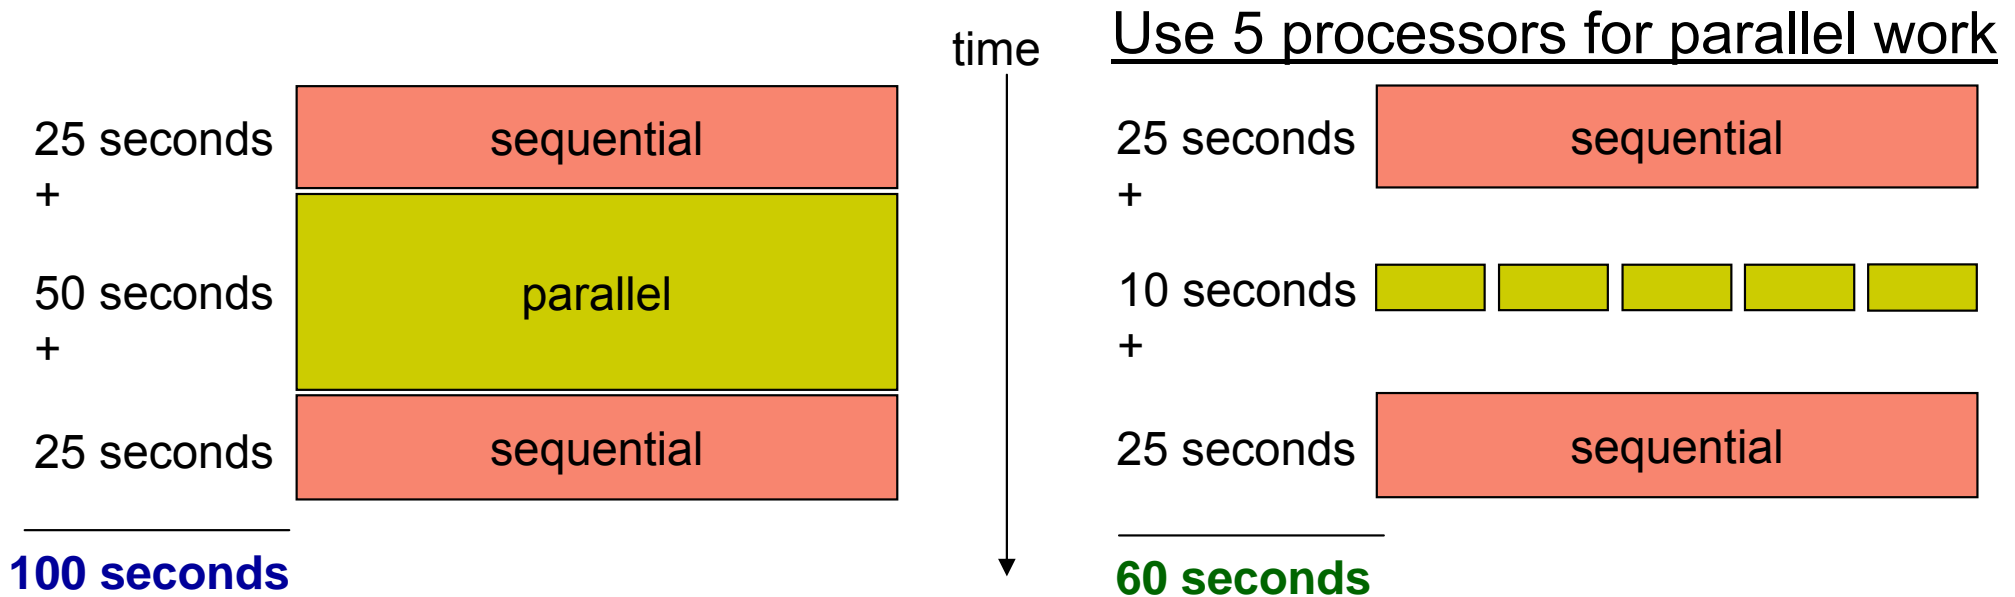 25 seconds
+
50 seconds
+
25 seconds
100 seconds
sequential
parallel
sequential
time
Use 5 processors for parallel work
25 seconds
+
10 seconds
+
25 seconds
60 seconds
sequential
sequential